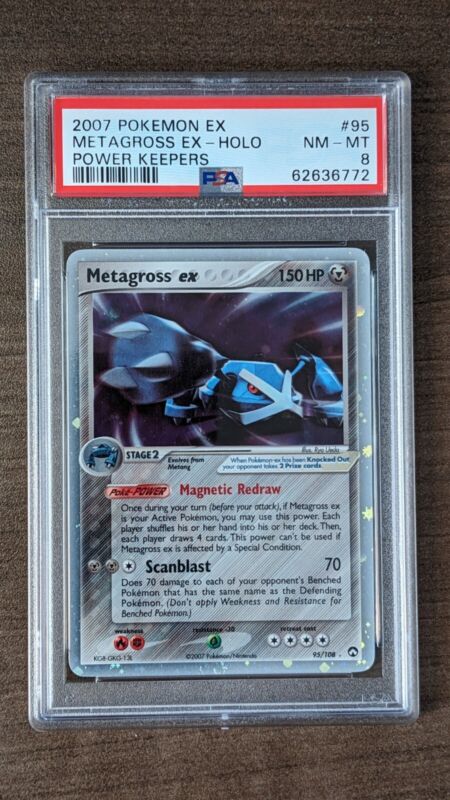 2007 POKEMON EX #95
METAGROSS EX-HOLO NM-MT
POWER KEEPERS 8
PSA 62636772
Metagross ex 150 HP
Illus. Ryo Ueda
STAGE 2
Evolves from
Metang
When Pokémon-ex has been Knocked Out,
your opponent takes 2 Prize cards.
Poké-POWER Magnetic Redraw
Once during your turn (before your attack), if Metagross ex
is your Active Pokémon, you may use this power. Each
player shuffles his or her hand into his or her deck. Then,
each player draws 4 cards. This power can't be used if
Metagross ex is affected by a Special Condition.
Scanblast 70
Does 70 damage to each of your opponent's Benched
Pokémon that has the same name as the Defending
Pokémon. (Don't apply Weakness and Resistance for
Benched Pokémon.)
weakness resistance -30 retreat cost
KGB-GKG-13L ©2007 Pokémon/Nintendo 95/108